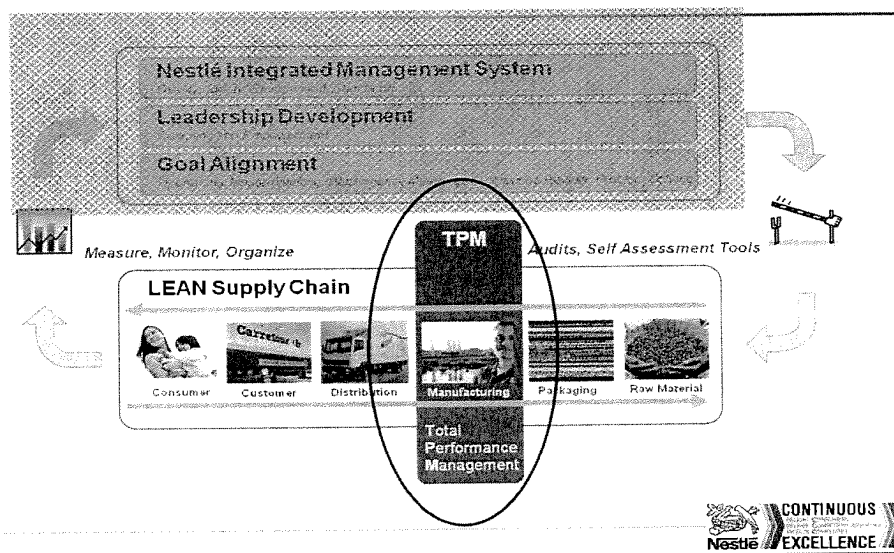 Nestlé Integrated Management System
Leadership Development
Goal Alignment
TPM
Measure, Monitor, Organize
Audits, Self Assessment Tools
LEAN Supply Chain
Carrefour
Consumer
Customer
Distribution
Manufacturing
Packaging
Raw Material
Total
Performance
Management
Nestlé
CONTINUOUS
EXCELLENCE